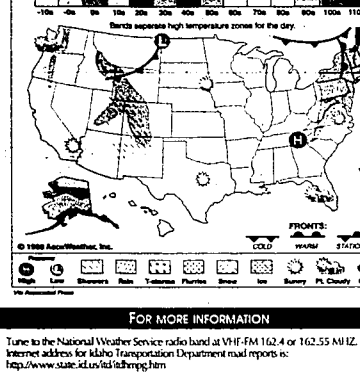 -10s -0s 0s 10s 20s 30s 40s 50s 60s 70s 80s 90s 100s 110
Bands separate high temperature zones for the day.
L
H
FRONTS:
© 1998 AccuWeather, Inc.
COLD WARM STATIO
Pressure
H L
High Low Showers Rain T-storms Flurries Snow Ice Sunny Pt. Cloudy
Via Associated Press
FOR MORE INFORMATION
Tune to the National Weather Service radio band at VHF-FM 162.4 or 162.55 MHZ.
Internet address for Idaho Transportation Department road reports is:
http://www.state.id.us/itd/itdhmpg.htm